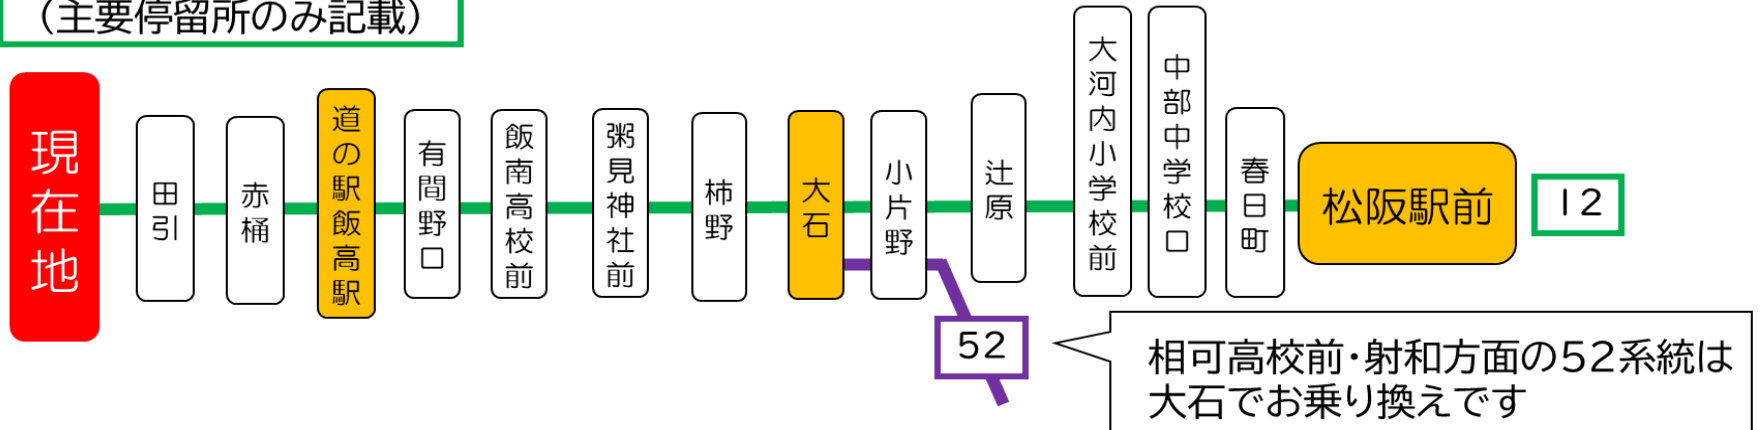 （主要停留所のみ記載）
現在地
田引
赤桶
道の駅飯高駅
有間野口
飯南高校前
粥見神社前
柿野
大石
小片野
辻原
大河内小学校前
中部中学校口
春日町
松阪駅前
12
52
相可高校前・射和方面の52系統は
大石でお乗り換えです